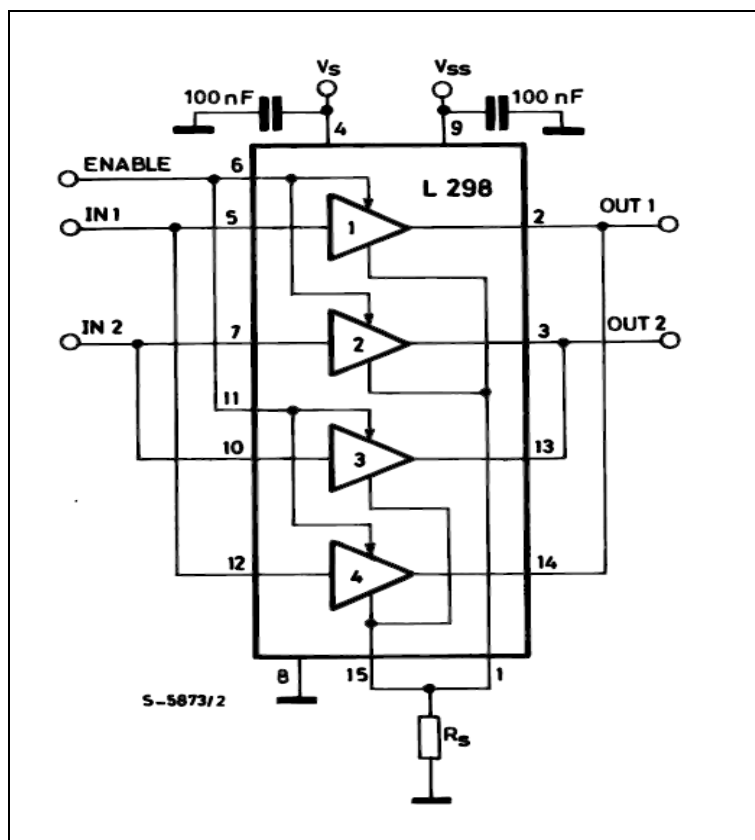 Vs Vss
100 nF 100 nF
4 9
ENABLE 6
L 298
IN 1 5 1 2 OUT 1
IN 2 7 2 3 OUT 2
11
10 3 13
12 4 14
8 15 1
S-5873/2
Rs